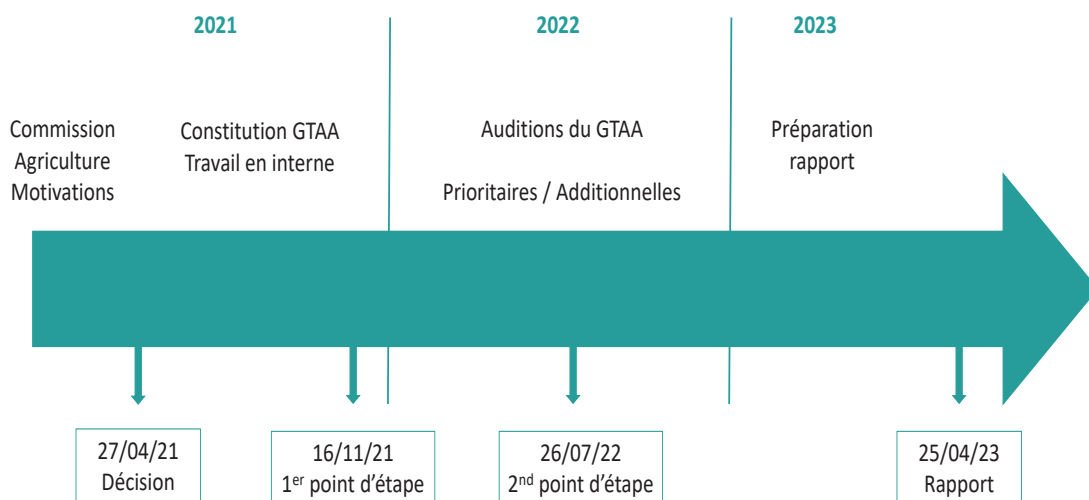 2021
2022
2023
Commission
Agriculture
Motivations
Constitution GTAA
Travail en interne
Auditions du GTAA
Prioritaires / Additionnelles
Préparation
rapport
27/04/21
Décision
16/11/21
1er point d’étape
26/07/22
2nd point d’étape
25/04/23
Rapport